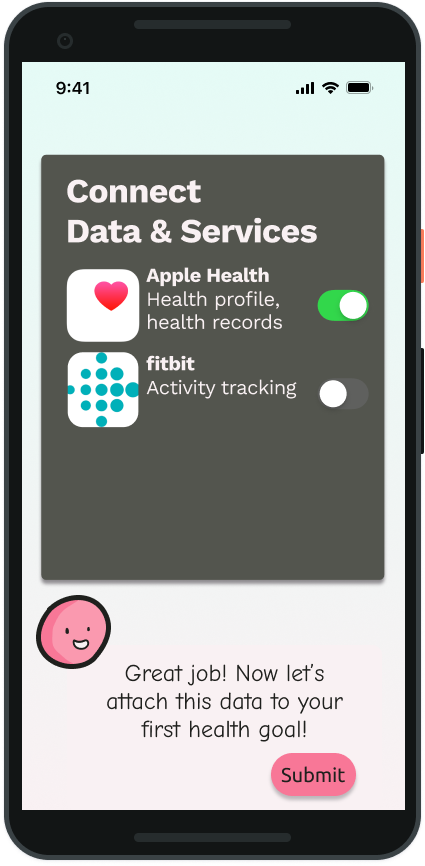 9:41
Connect
Data & Services
Apple Health
Health profile,
health records
fitbit
Activity tracking
Great job! Now let's
attach this data to your
first health goal!
Submit